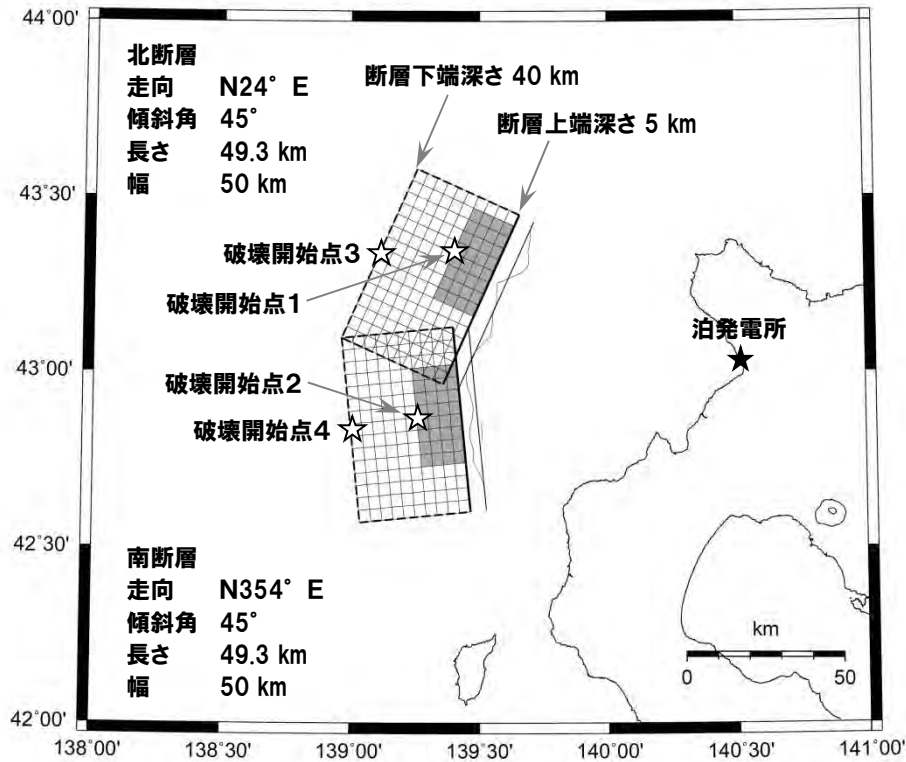 44°00'
43°30'
43°00'
42°30'
42°00'
北断層
走向 N24° E
傾斜角 45°
長さ 49.3 km
幅 50 km
断層下端深さ 40 km
断層上端深さ 5 km
破壊開始点3
破壊開始点1
泊発電所
破壊開始点2
破壊開始点4
南断層
走向 N354° E
傾斜角 45°
長さ 49.3 km
幅 50 km
km
0 50
138°00' 138°30' 139°00' 139°30' 140°00' 140°30' 141°00'